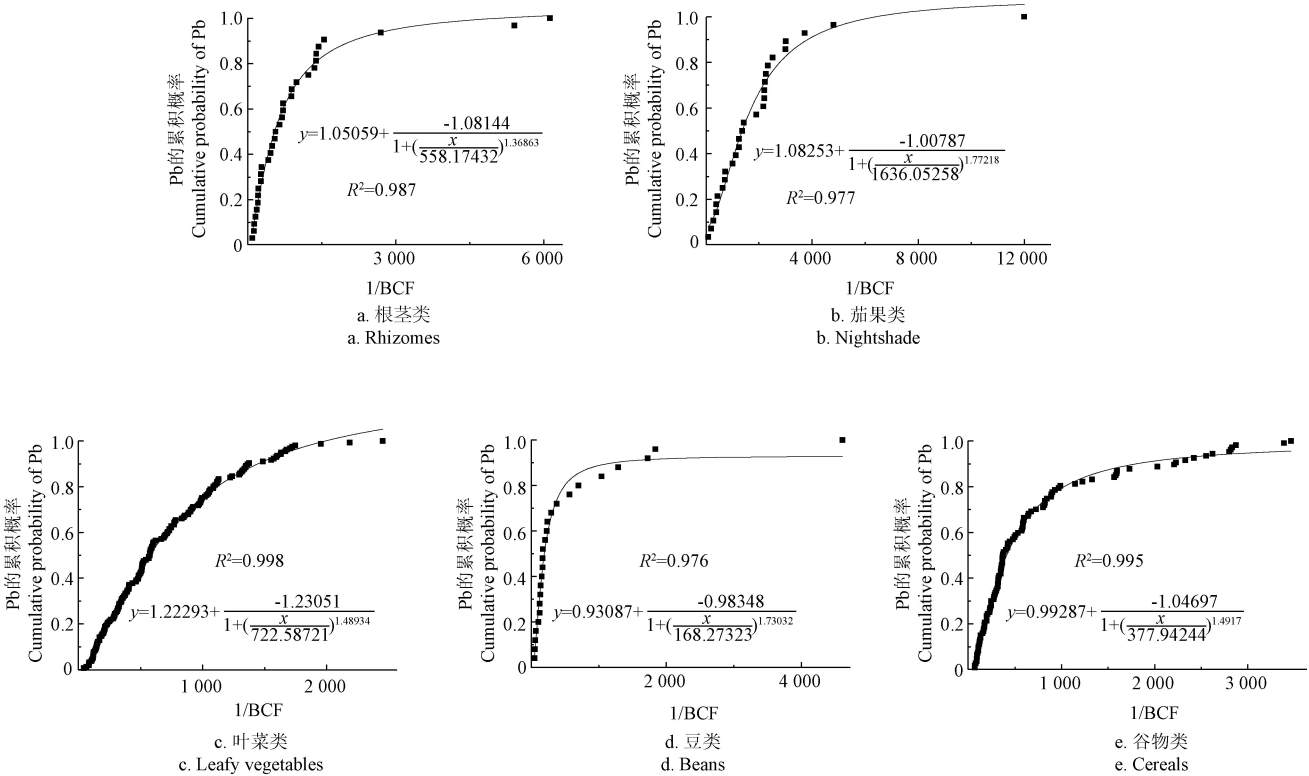 Pb的累积概率
Cumulative probability of Pb
1.0
0.8
0.6
0.4
0.2
0
y=1.05059+ -1.08144 / 1+(x/558.17432)^1.36863
R²=0.987
3 000
6 000
1/BCF
a. 根茎类
a. Rhizomes
Pb的累积概率
Cumulative probability of Pb
1.0
0.8
0.6
0.4
0.2
0
y=1.08253+ -1.00787 / 1+(x/1636.05258)^1.77218
R²=0.977
4 000
8 000
12 000
1/BCF
b. 茄果类
b. Nightshade
Pb的累积概率
Cumulative probability of Pb
1.0
0.8
0.6
0.4
0.2
0
R²=0.998
y=1.22293+ -1.23051 / 1+(x/722.58721)^1.48934
1 000
2 000
1/BCF
c. 叶菜类
c. Leafy vegetables
Pb的累积概率
Cumulative probability of Pb
1.0
0.8
0.6
0.4
0.2
0
R²=0.976
y=0.93087+ -0.98348 / 1+(x/168.27323)^1.73032
2 000
4 000
1/BCF
d. 豆类
d. Beans
Pb的累积概率
Cumulative probability of Pb
1.0
0.8
0.6
0.4
0.2
0
R²=0.995
y=0.99287+ -1.04697 / 1+(x/377.94244)^1.4917
1 000
2 000
3 000
1/BCF
e. 谷物类
e. Cereals